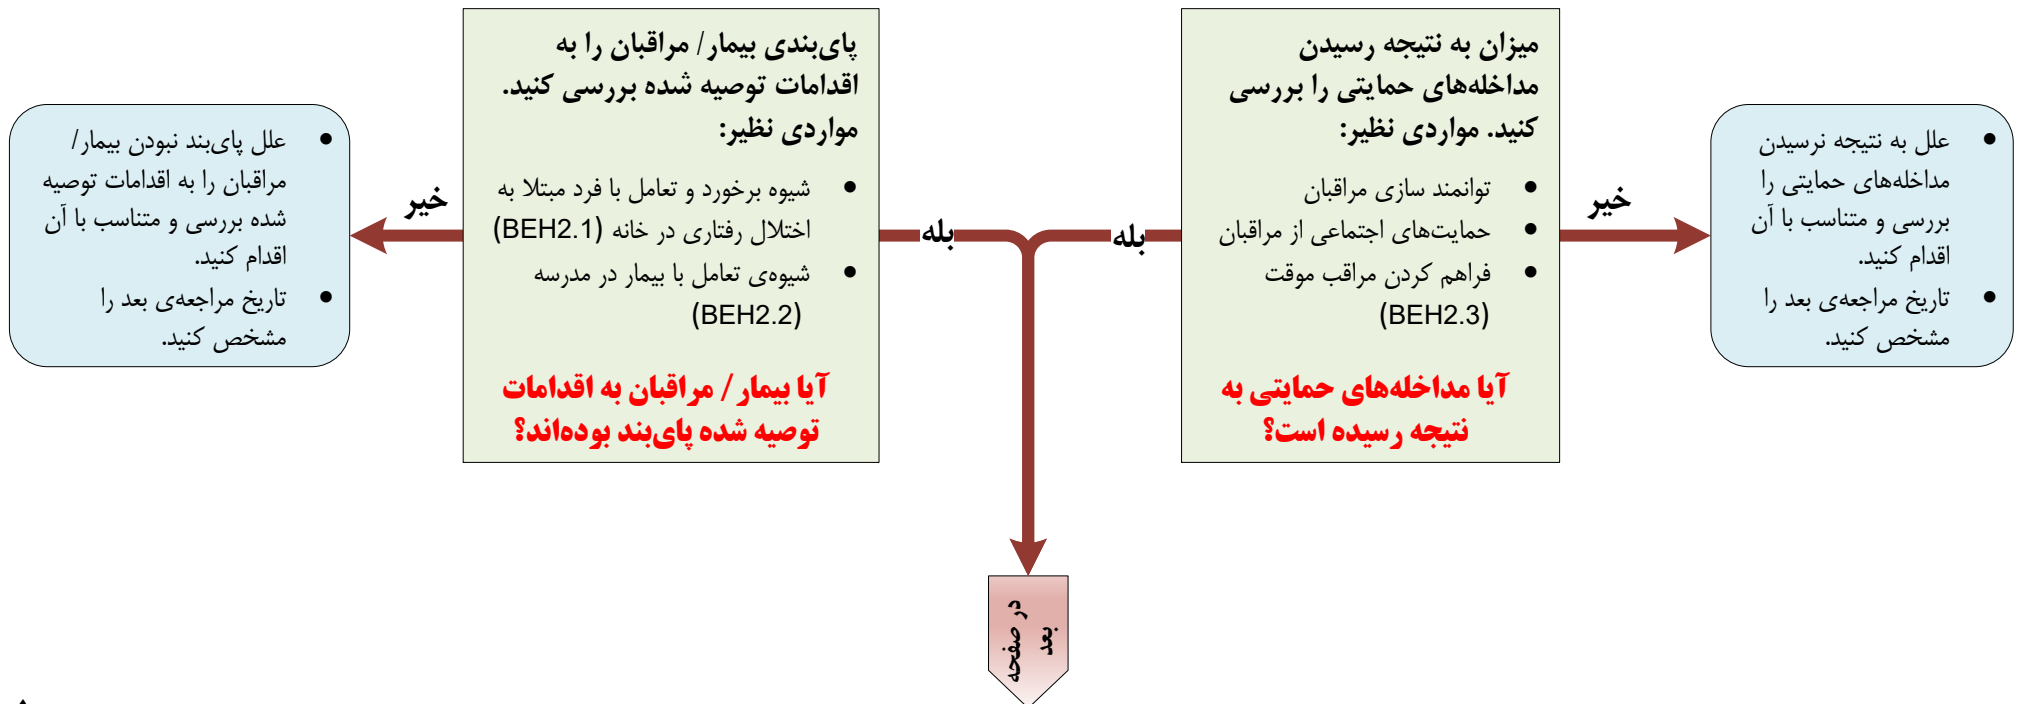 میزان به نتیجه رسیدن
مداخله‌های حمایتی را بررسی
کنید. مواردی نظیر:
• توانمند سازی مراقبان
• حمایت‌های اجتماعی از مراقبان
• فراهم کردن مراقب موقت
(BEH2.3)
آیا مداخله‌های حمایتی به
نتیجه رسیده است؟
خیر
• علل به نتیجه نرسیدن
مداخله‌های حمایتی را
بررسی و متناسب با آن
اقدام کنید.
• تاریخ مراجعه‌ی بعد را
مشخص کنید.
بله
پای‌بندی بیمار/ مراقبان را به
اقدامات توصیه شده بررسی کنید.
مواردی نظیر:
• شیوه برخورد و تعامل با فرد مبتلا به
اختلال رفتاری در خانه (BEH2.1)
• شیوه‌ی تعامل با بیمار در مدرسه
(BEH2.2)
آیا بیمار / مراقبان به اقدامات
توصیه شده پای‌بند بوده‌اند؟
بله
خیر
• علل پای‌بند نبودن بیمار/
مراقبان را به اقدامات توصیه
شده بررسی و متناسب با آن
اقدام کنید.
• تاریخ مراجعه‌ی بعد را
مشخص کنید.
در صفحه
بعد